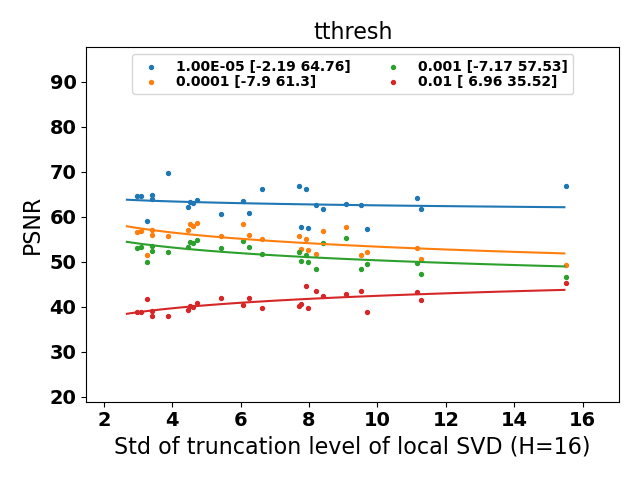 tthresh
1.00E-05 [-2.19 64.76]
0.0001 [-7.9 61.3]
0.001 [-7.17 57.53]
0.01 [ 6.96 35.52]
PSNR
90
80
70
60
50
40
30
20
2 4 6 8 10 12 14 16
Std of truncation level of local SVD (H=16)